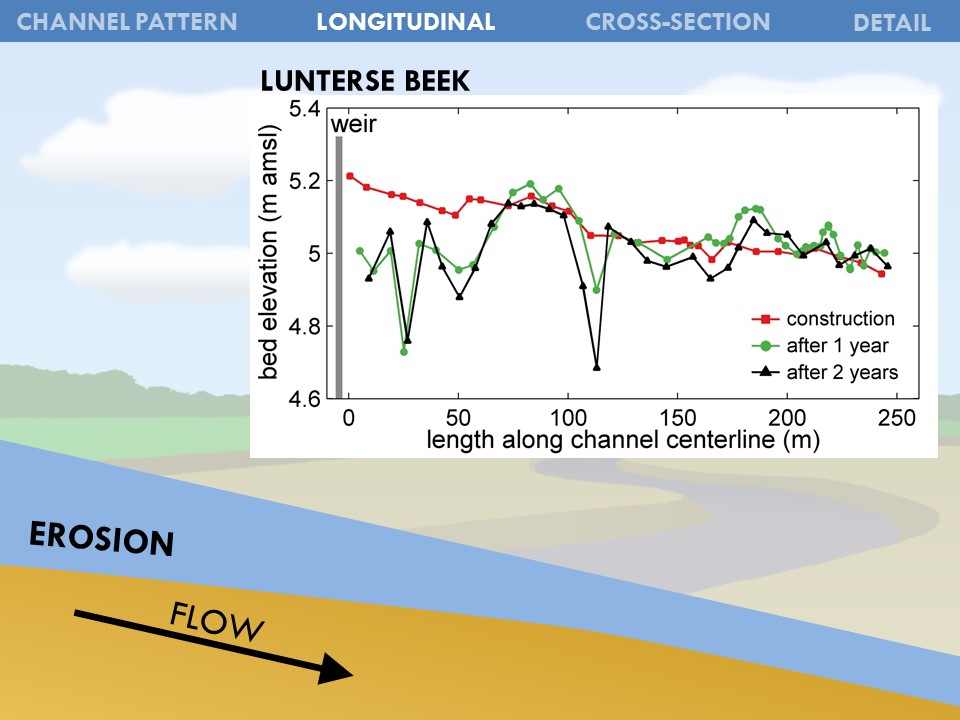 CHANNEL PATTERN LONGITUDINAL CROSS-SECTION DETAIL
LUNTERSE BEEK
weir
bed elevation (m amsl)
5.4
5.2
5
4.8
4.6
construction
after 1 year
after 2 years
0 50 100 150 200 250
length along channel centerline (m)
EROSION
FLOW